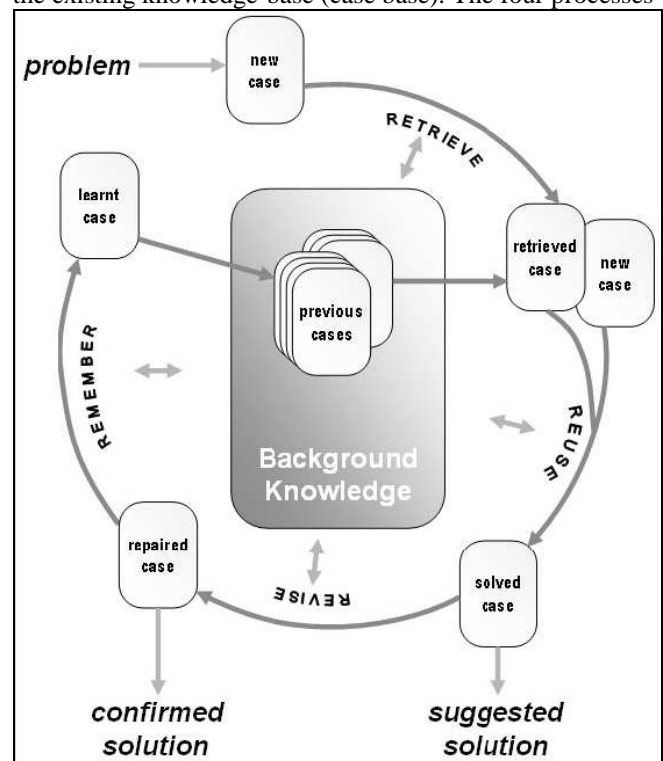 the existing knowledge-base (case base). The four processes
problem
new
case
RETRIEVE
learnt
case
retrieved
case
new
case
previous
cases
REMEMBER
REUSE
Background
Knowledge
repaired
case
REVISE
solved
case
confirmed
solution
suggested
solution